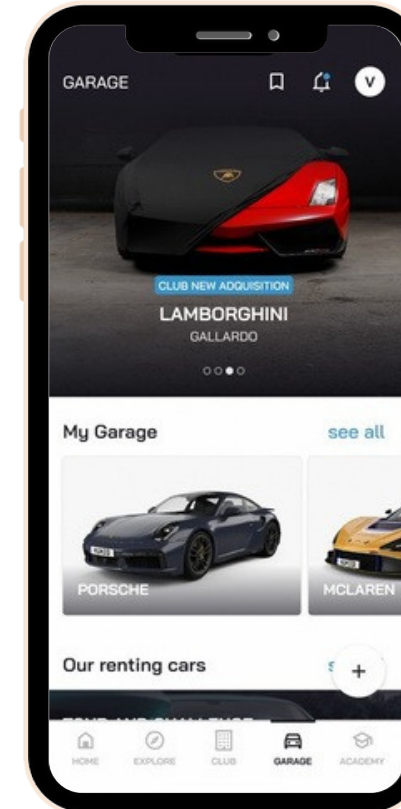 GARAGE
V
CLUB NEW ADQUISITION
LAMBORGHINI
GALLARDO
My Garage
see all
PORSCHE
MCLAREN
Our renting cars
s
+
HOME
EXPLORE
CLUB
GARAGE
ACADEMY